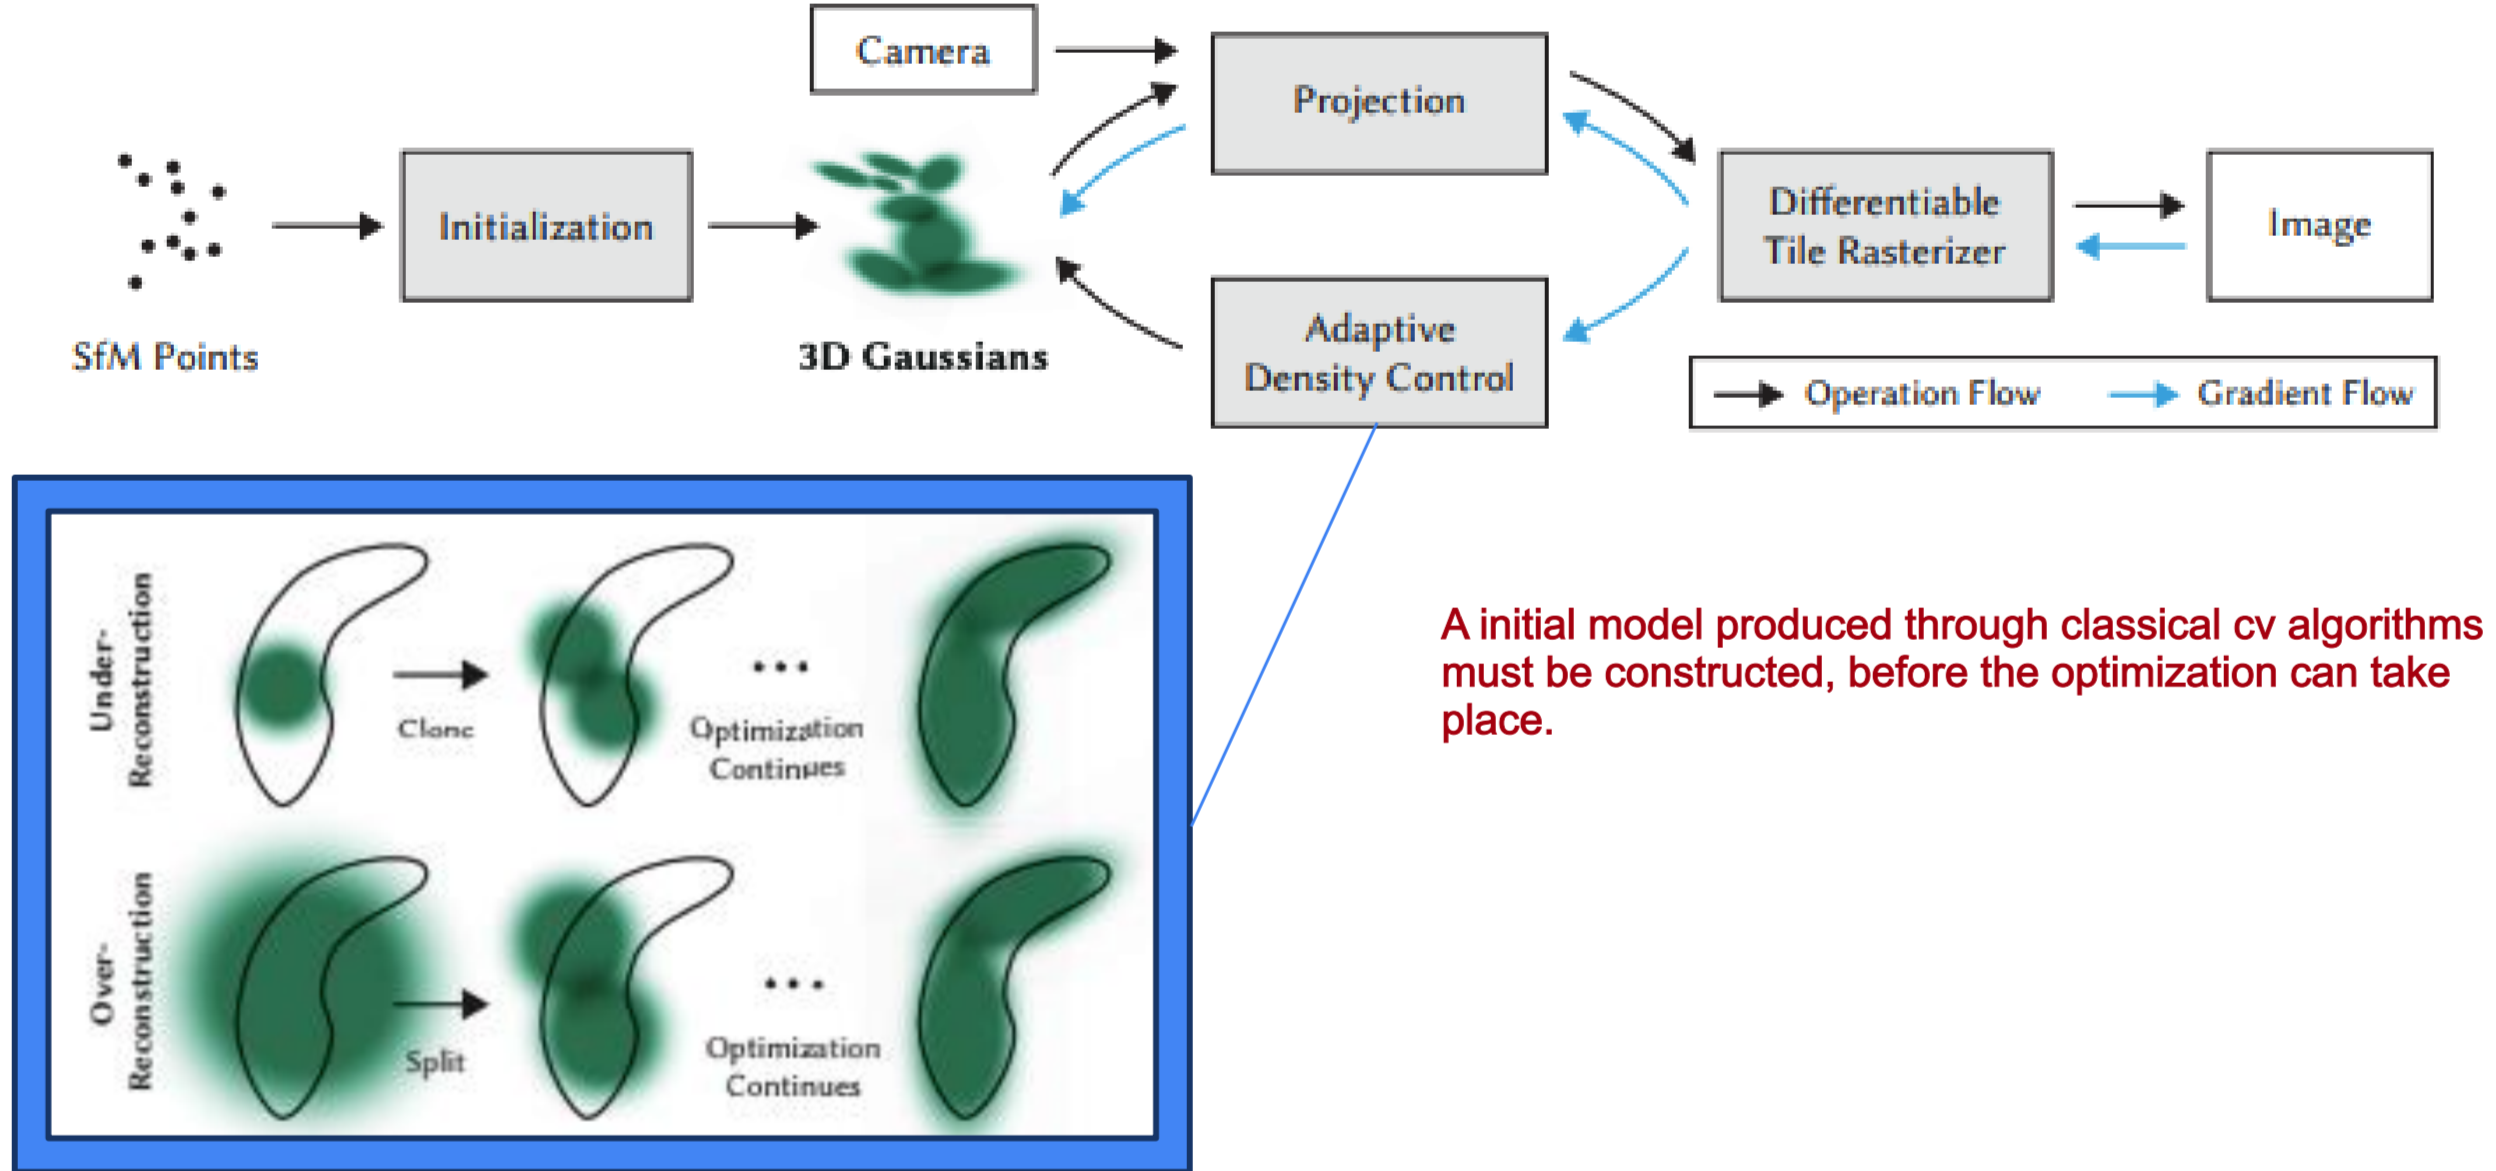 Camera
Projection
Initialization
Differentiable
Tile Rasterizer
Image
SfM Points
3D Gaussians
Adaptive
Density Control
Operation Flow
Gradient Flow
Under-
Reconstruction
Clone
Optimization
Continues
Over-
Reconstruction
Split
Optimization
Continues
A initial model produced through classical cv algorithms
must be constructed, before the optimization can take
place.